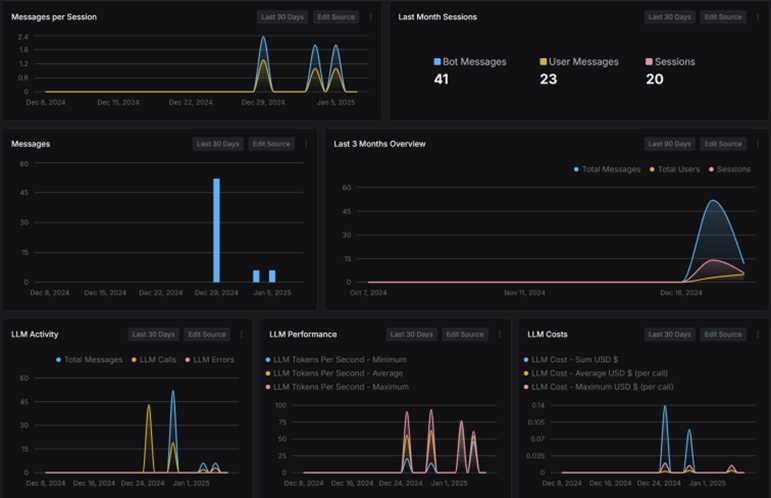 Messages per Session Last 30 Days Edit Source
2.4
1.8
1.2
0.6
0
Dec 8, 2024 Dec 15, 2024 Dec 22, 2024 Dec 29, 2024 Jan 5, 2025
Last Month Sessions Last 30 Days Edit Source
Bot Messages User Messages Sessions
41 23 20
Messages Last 30 Days Edit Source
60
45
30
15
0
Dec 8, 2024 Dec 15, 2024 Dec 22, 2024 Dec 29, 2024 Jan 5, 2025
Last 3 Months Overview Last 90 Days Edit Source
Total Messages Total Users Sessions
60
45
30
15
0
Oct 7, 2024 Nov 11, 2024 Dec 16, 2024
LLM Activity Last 30 Days Edit Source
Total Messages LLM Calls LLM Errors
60
45
30
15
0
Dec 8, 2024 Dec 16, 2024 Dec 24, 2024 Jan 1, 2025
LLM Performance Last 30 Days Edit Source
LLM Tokens Per Second - Minimum
LLM Tokens Per Second - Average
LLM Tokens Per Second - Maximum
100
75
50
25
0
Dec 8, 2024 Dec 16, 2024 Dec 24, 2024 Jan 1, 2025
LLM Costs Last 30 Days Edit Source
LLM Cost - Sum USD $
LLM Cost - Average USD $ (per call)
LLM Cost - Maximum USD $ (per call)
0.14
0.105
0.07
0.035
0
Dec 8, 2024 Dec 16, 2024 Dec 24, 2024 Jan 1, 2025